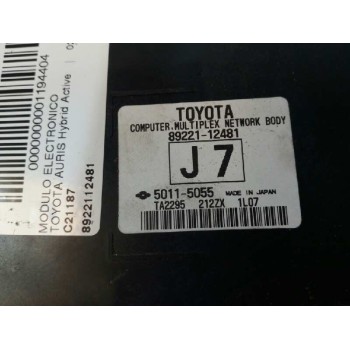 TOYOTA
COMPUTER.MULTIPLEX NETWORK BODY
89221-12481
J 7
5011-5055 MADE IN JAPAN
TA2295 212ZX 1L07
0000000001194404
MODULO ELECTRONICO
TOYOTA AURIS Hybrid Active
C21187
8922112481